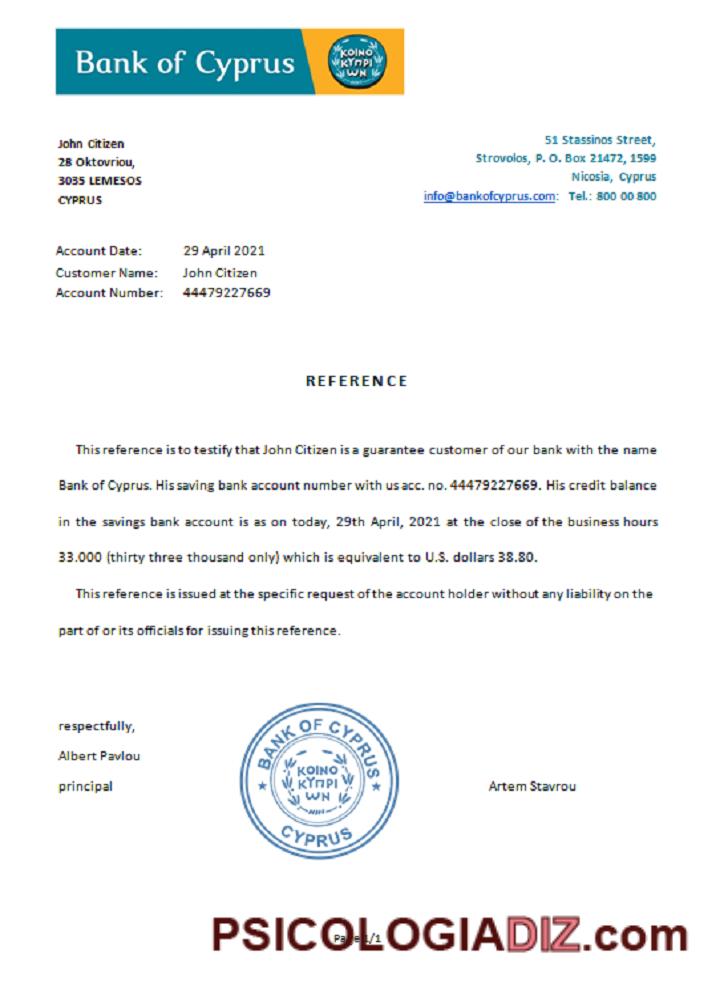 Bank of Cyprus
KOINO
KYΠPI
WN
John Citizen
28 Oktovriou,
3035 LEMESOS
CYPRUS
51 Stassinos Street,
Strovolos, P. O. Box 21472, 1599
Nicosia, Cyprus
info@bankofcyprus.com: Tel.: 800 00 800
Account Date: 29 April 2021
Customer Name: John Citizen
Account Number: 44479227669
REFERENCE
This reference is to testify that John Citizen is a guarantee customer of our bank with the name
Bank of Cyprus. His saving bank account number with us acc. no. 44479227669. His credit balance
in the savings bank account is as on today, 29th April, 2021 at the close of the business hours
33.000 (thirty three thousand only) which is equivalent to U.S. dollars 38.80.
This reference is issued at the specific request of the account holder without any liability on the
part of or its officials for issuing this reference.
respectfully,
Albert Pavlou
principal
BANK OF CYPRUS
KOINO
KYΠPI
WN
CYPRUS
Artem Stavrou
Page 1/1
PSICOLOGIADIZ.com